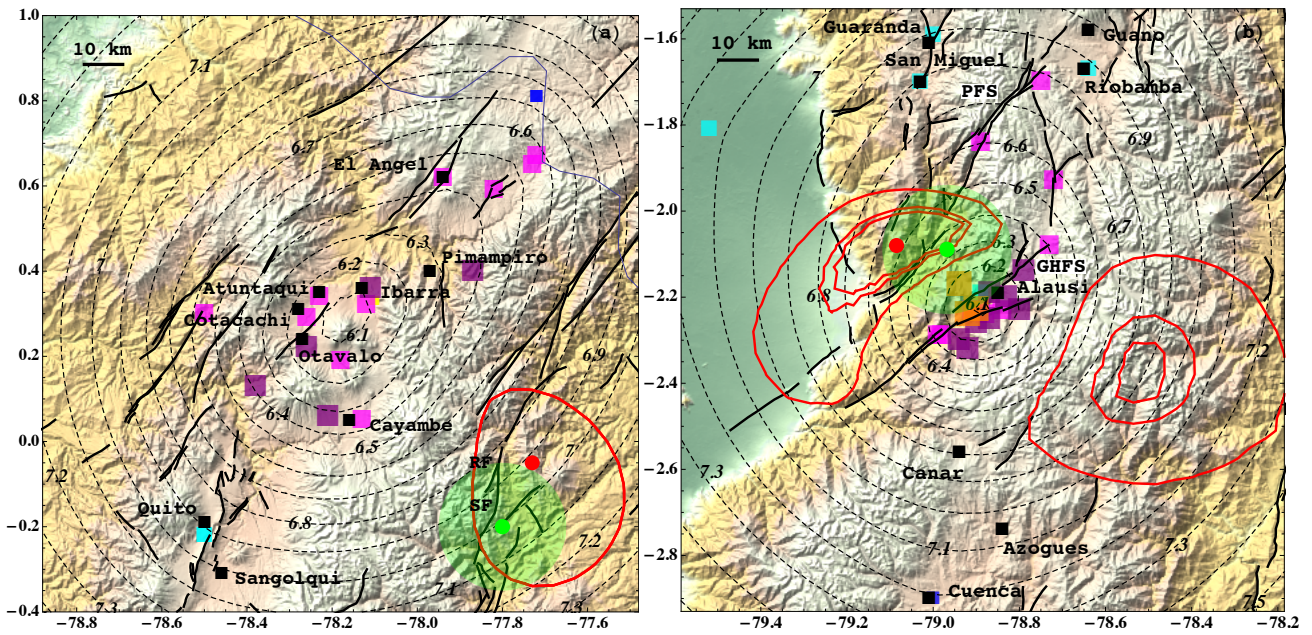 1.0
0.8
0.6
0.4
0.2
0.0
−0.2
−0.4
−78.8
−78.6
−78.4
−78.2
−78.0
−77.8
−77.6
(a)
10 km
7.1
6.7
6.6
El Angel
6.3
Pimampiro
6.2
7
Atuntaqui
Ibarra
Cotacachi
6.1
Otavalo
6.9
6.4
Cayambe
6.5
RF
7
7.2
SF
Quito
6.8
7.2
Sangolqui
7.1
7.3
7.3
−1.6
−1.8
−2.0
−2.2
−2.4
−2.6
−2.8
−79.4
−79.2
−79.0
−78.8
−78.6
−78.4
−78.2
(b)
Guaranda
Guano
10 km
San Miguel
7
PFS
Riobamba
6.6
6.9
6.5
6.7
6.3
GHFS
6.2
Alausi
6.8
6.1
7.2
6.4
7.3
Canar
7.1
Azogues
7.3
Cuenca
7.5